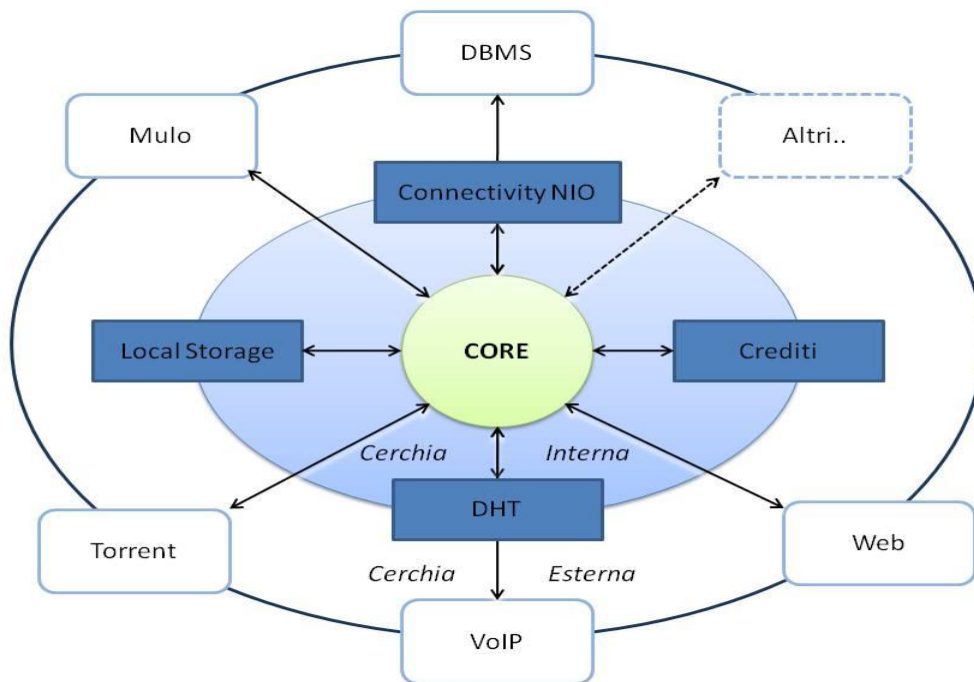 DBMS
Mulo
Altri..
Connectivity NIO
Local Storage
CORE
Crediti
Cerchia Interna
DHT
Torrent
Web
Cerchia Esterna
VoIP